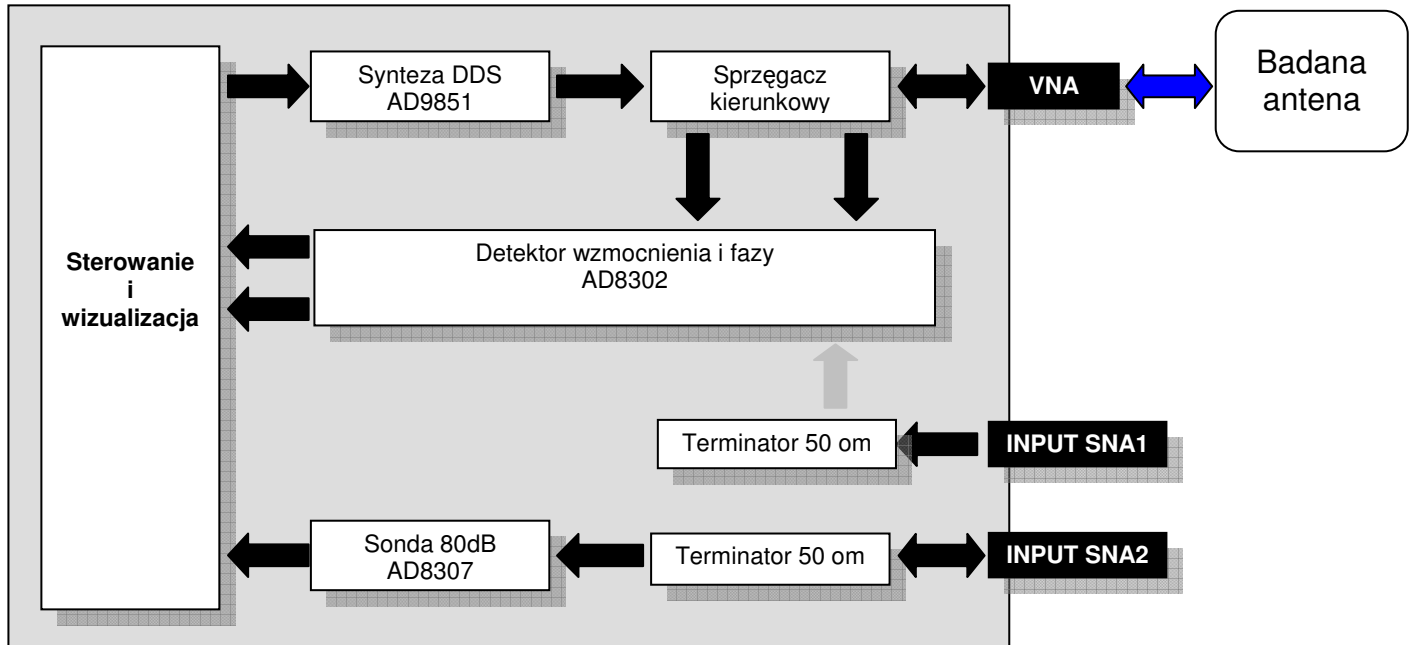 Synteza DDS
AD9851
Sprzęgacz
kierunkowy
VNA
Badana
antena
Sterowanie
i
wizualizacja
Detektor wzmocnienia i fazy
AD8302
Terminator 50 om
INPUT SNA1
Sonda 80dB
AD8307
Terminator 50 om
INPUT SNA2